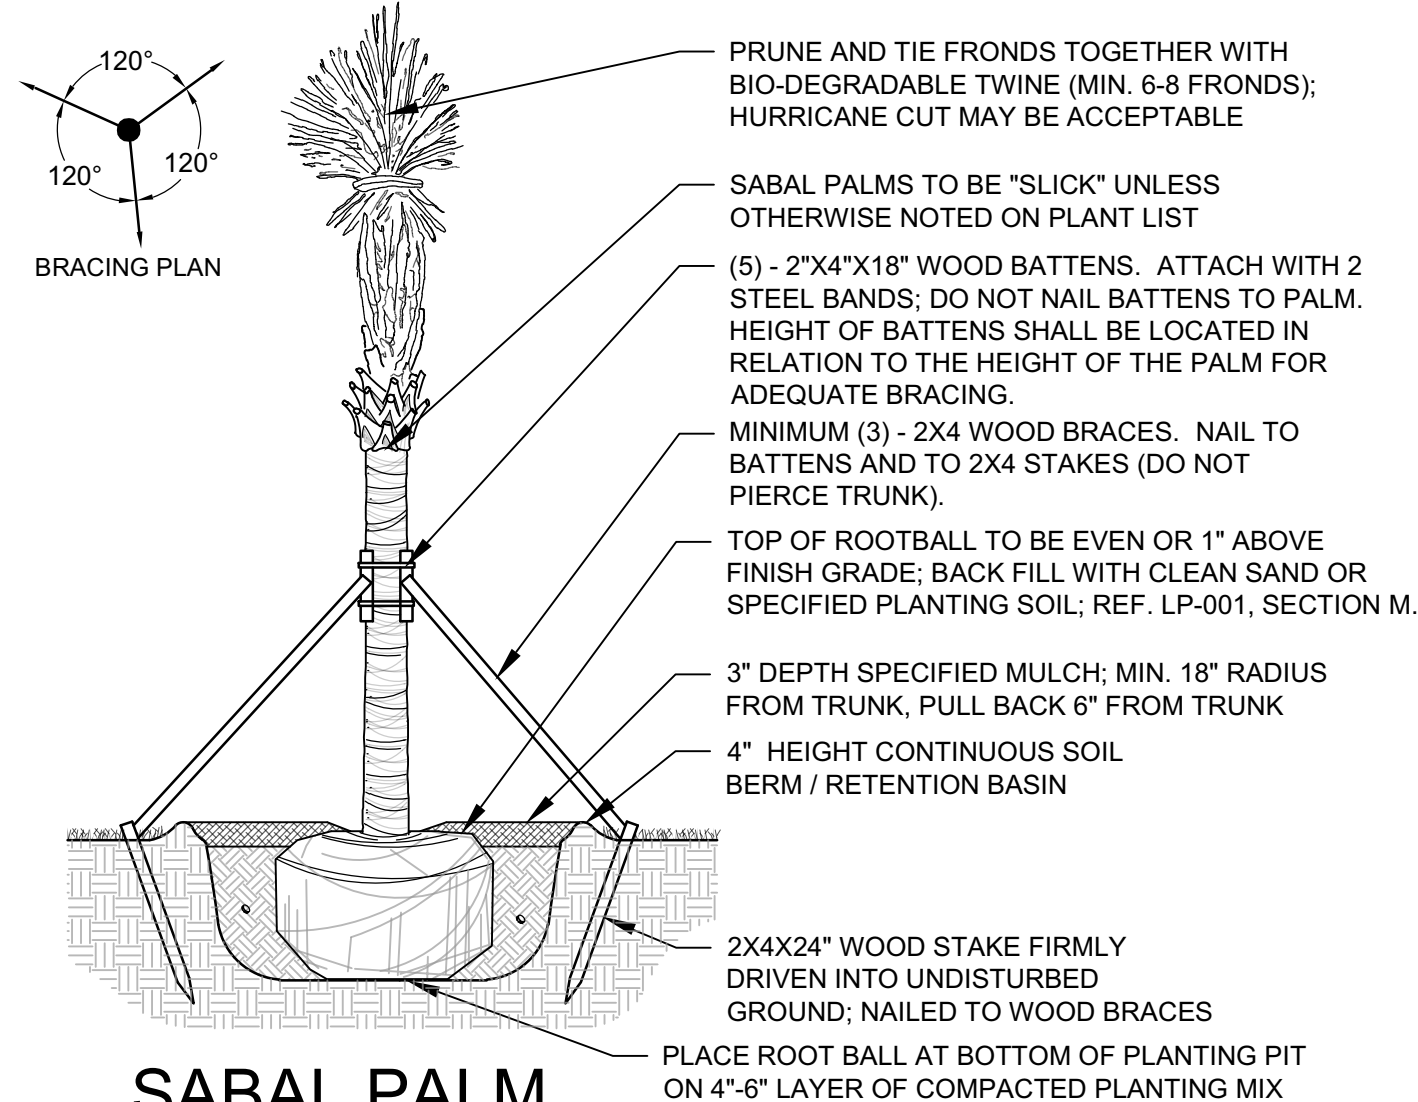 120°
120°
120°
BRACING PLAN
PRUNE AND TIE FRONDS TOGETHER WITH
BIO-DEGRADABLE TWINE (MIN. 6-8 FRONDS);
HURRICANE CUT MAY BE ACCEPTABLE
SABAL PALMS TO BE "SLICK" UNLESS
OTHERWISE NOTED ON PLANT LIST
(5) - 2"X4"X18" WOOD BATTENS.  ATTACH WITH 2
STEEL BANDS; DO NOT NAIL BATTENS TO PALM.
HEIGHT OF BATTENS SHALL BE LOCATED IN
RELATION TO THE HEIGHT OF THE PALM FOR
ADEQUATE BRACING.
MINIMUM (3) - 2X4 WOOD BRACES.  NAIL TO
BATTENS AND TO 2X4 STAKES (DO NOT
PIERCE TRUNK).
TOP OF ROOTBALL TO BE EVEN OR 1" ABOVE
FINISH GRADE; BACK FILL WITH CLEAN SAND OR
SPECIFIED PLANTING SOIL; REF. LP-001, SECTION M.
3" DEPTH SPECIFIED MULCH; MIN. 18" RADIUS
FROM TRUNK, PULL BACK 6" FROM TRUNK
4"  HEIGHT CONTINUOUS SOIL
BERM / RETENTION BASIN
2X4X24" WOOD STAKE FIRMLY
DRIVEN INTO UNDISTURBED
GROUND; NAILED TO WOOD BRACES
PLACE ROOT BALL AT BOTTOM OF PLANTING PIT
ON 4"-6" LAYER OF COMPACTED PLANTING MIX
SABAL PALM